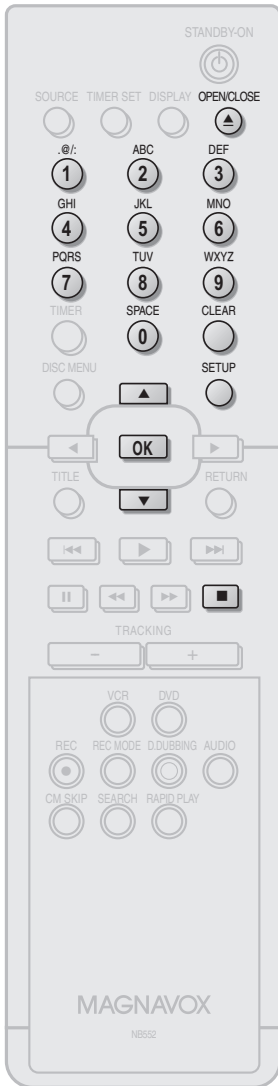 STANDBY-ON
SOURCE TIMER SET DISPLAY OPEN/CLOSE
.@/: ABC DEF
1 2 3
GHI JKL MNO
4 5 6
PQRS TUV WXYZ
7 8 9
TIMER SPACE CLEAR
0
DISC MENU SETUP
OK
TITLE RETURN
TRACKING
– +
VCR DVD
REC REC MODE D.DUBBING AUDIO
CM SKIP SEARCH RAPID PLAY
MAGNAVOX
NB552